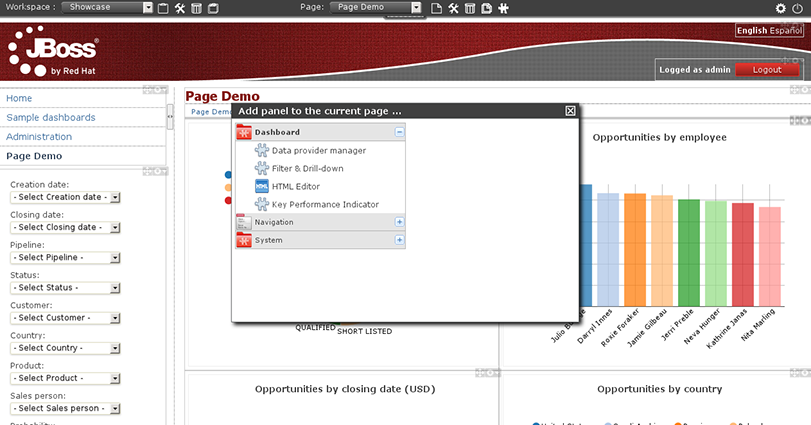 Workspace : Showcase
Page: Page Demo
English Español
JBoss®
by Red Hat
Logged as admin Logout
Home
Sample dashboards
Administration
Page Demo
Creation date:
- Select Creation date -
Closing date:
- Select Closing date -
Pipeline:
- Select Pipeline -
Status:
- Select Status -
Customer:
- Select Customer -
Country:
- Select Country -
Product:
- Select Product -
Sales person:
- Select Sales person -
Page Demo
Page Demo
Add panel to the current page ...
Dashboard
Data provider manager
Filter & Drill-down
HTML
HTML Editor
Key Performance Indicator
Navigation
System
QUALIFIED
SHORT LISTED
Opportunities by employee
Julio
Darryl Innes
Roxie Foraker
Jamie Gilbeau
Jerri Preble
Neva Hunger
Kathrine Janas
Nita Marling
Opportunities by closing date (USD)
Opportunities by country